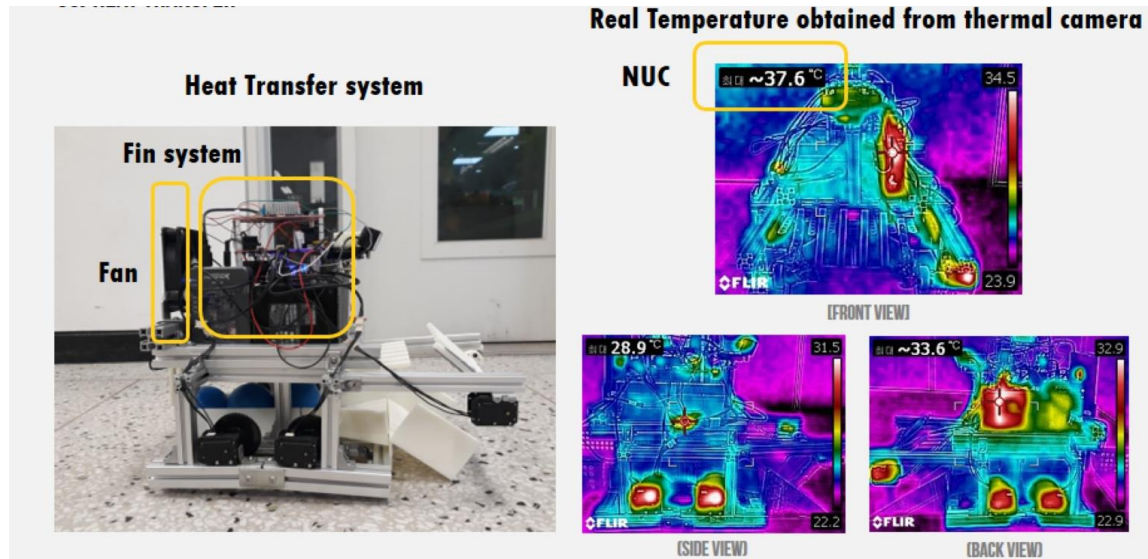 Real Temperature obtained from thermal camera
Heat Transfer system
NUC
Fin system
Fan
최대 ~37.6 °C
34.5
23.9
FLIR
[FRONT VIEW]
최대 28.9 °C
31.5
22.2
FLIR
(SIDE VIEW)
최대 ~33.6 °C
32.9
22.9
FLIR
(BACK VIEW)